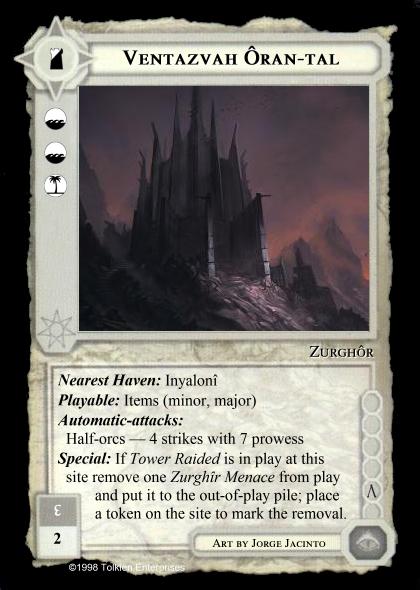 Ventazvah Ôran-tal
Zurghôr
Nearest Haven: Inyalonî
Playable: Items (minor, major)
Automatic-attacks:
Half-orcs — 4 strikes with 7 prowess
Special: If Tower Raided is in play at this
site remove one Zurghîr Menace from play
and put it to the out-of-play pile; place
a token on the site to mark the removal.
Λ
ε
2
Art by Jorge Jacinto
©1998 Tolkien Enterprises